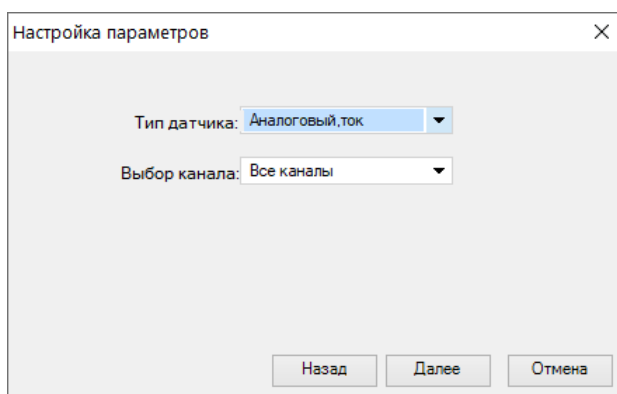 Настройка параметров
Тип датчика: Аналоговый,ток
Выбор канала: Все каналы
Назад Далее Отмена